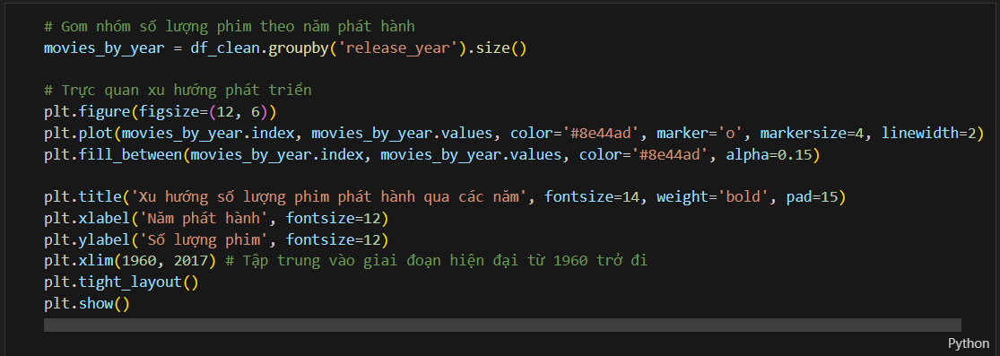 # Gom nhóm số lượng phim theo năm phát hành
movies_by_year = df_clean.groupby('release_year').size()
# Trực quan xu hướng phát triển
plt.figure(figsize=(12, 6))
plt.plot(movies_by_year.index, movies_by_year.values, color='#8e44ad', marker='o', markersize=4, linewidth=2)
plt.fill_between(movies_by_year.index, movies_by_year.values, color='#8e44ad', alpha=0.15)
plt.title('Xu hướng số lượng phim phát hành qua các năm', fontsize=14, weight='bold', pad=15)
plt.xlabel('Năm phát hành', fontsize=12)
plt.ylabel('Số lượng phim', fontsize=12)
plt.xlim(1960, 2017) # Tập trung vào giai đoạn hiện đại từ 1960 trở đi
plt.tight_layout()
plt.show()
Python